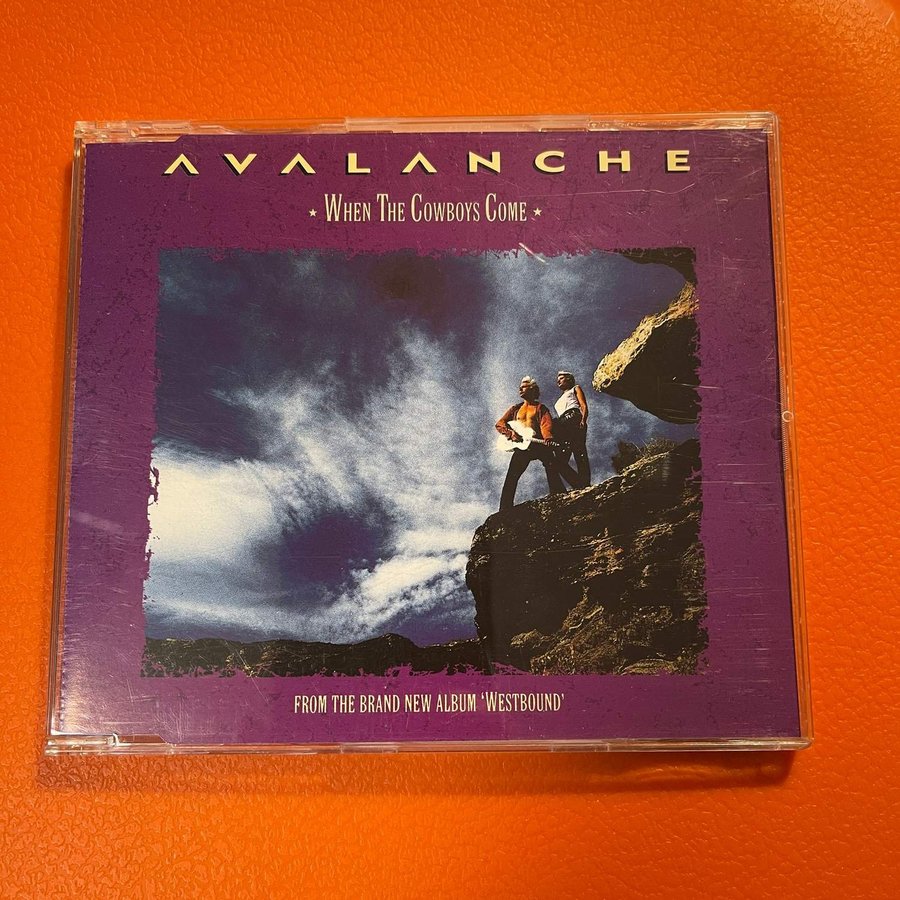 AVALANCHE
★ WHEN THE COWBOYS COME ★
FROM THE BRAND NEW ALBUM ‘WESTBOUND’